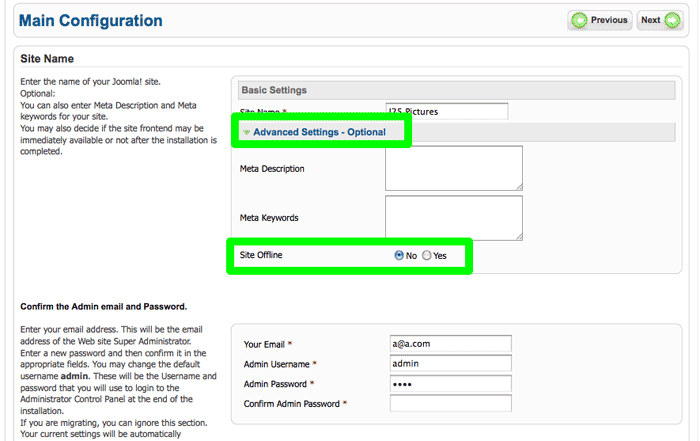 Main Configuration
Previous
Next
Site Name
Enter the name of your Joomla! site.
Optional:
You can also enter Meta Description and Meta
keywords for your site.
You may also decide if the site frontend may be
immediately available or not after the installation is
completed.
Basic Settings
Site Name *
J25 Pictures
Advanced Settings - Optional
Meta Description
Meta Keywords
Site Offline
No Yes
Confirm the Admin email and Password.
Enter your email address. This will be the email
address of the Web site Super Administrator.
Enter a new password and then confirm it in the
appropriate fields. You may change the default
username admin. These will be the Username and
password that you will use to login to the
Administrator Control Panel at the end of the
installation.
If you are migrating, you can ignore this section.
Your current settings will be automatically
Your Email *
a@a.com
Admin Username *
admin
Admin Password *
••••
Confirm Admin Password *